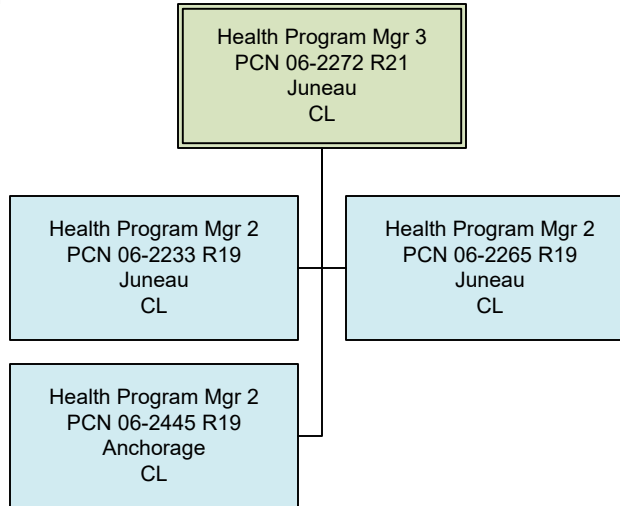 Health Program Mgr 3
PCN 06-2272 R21
Juneau
CL
Health Program Mgr 2
PCN 06-2233 R19
Juneau
CL
Health Program Mgr 2
PCN 06-2265 R19
Juneau
CL
Health Program Mgr 2
PCN 06-2445 R19
Anchorage
CL